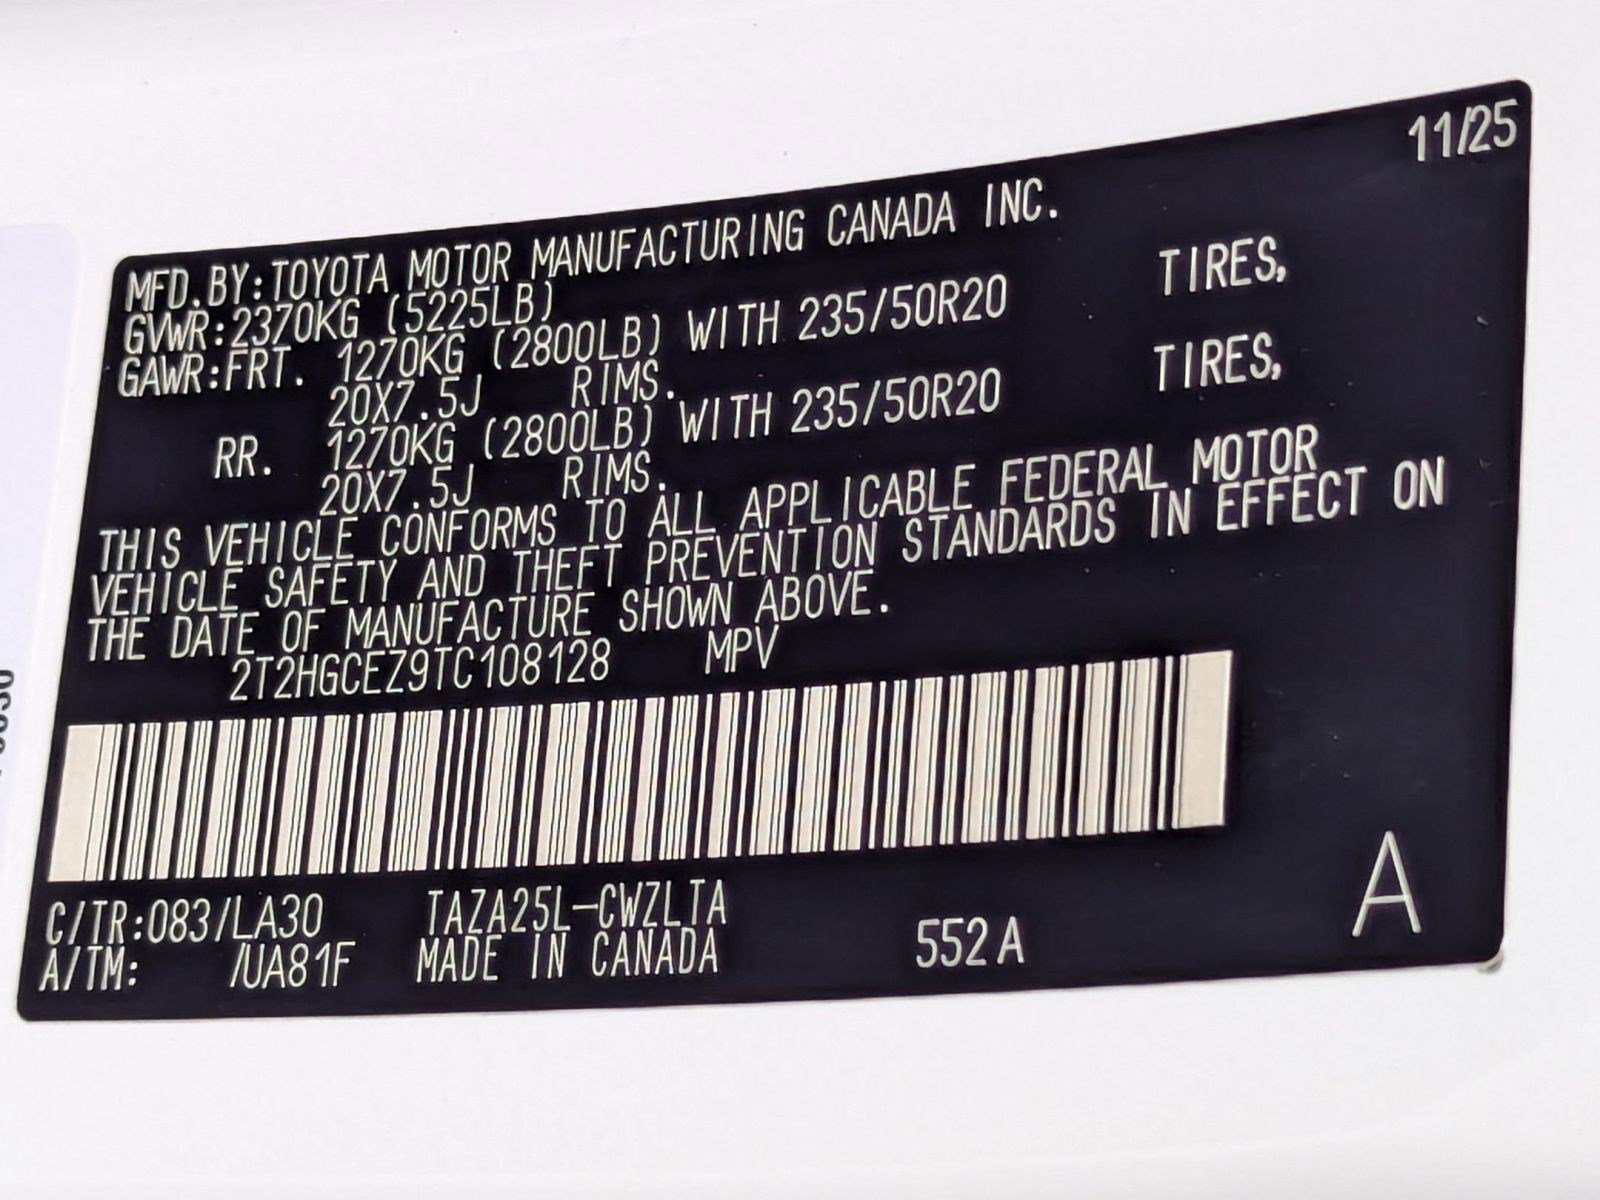 11/25
MFD.BY:TOYOTA MOTOR MANUFACTURING CANADA INC.
GVWR:2370KG (5225LB)
GAWR:FRT. 1270KG (2800LB) WITH 235/50R20 TIRES,
20X7.5J RIMS.
RR. 1270KG (2800LB) WITH 235/50R20 TIRES,
20X7.5J RIMS.
THIS VEHICLE CONFORMS TO ALL APPLICABLE FEDERAL MOTOR
VEHICLE SAFETY AND THEFT PREVENTION STANDARDS IN EFFECT ON
THE DATE OF MANUFACTURE SHOWN ABOVE.
2T2HGCEZ9TC108128 MPV
C/TR:083/LA30 TAZA25L-CWZLTA
A/TM: /UA81F MADE IN CANADA 552A
A